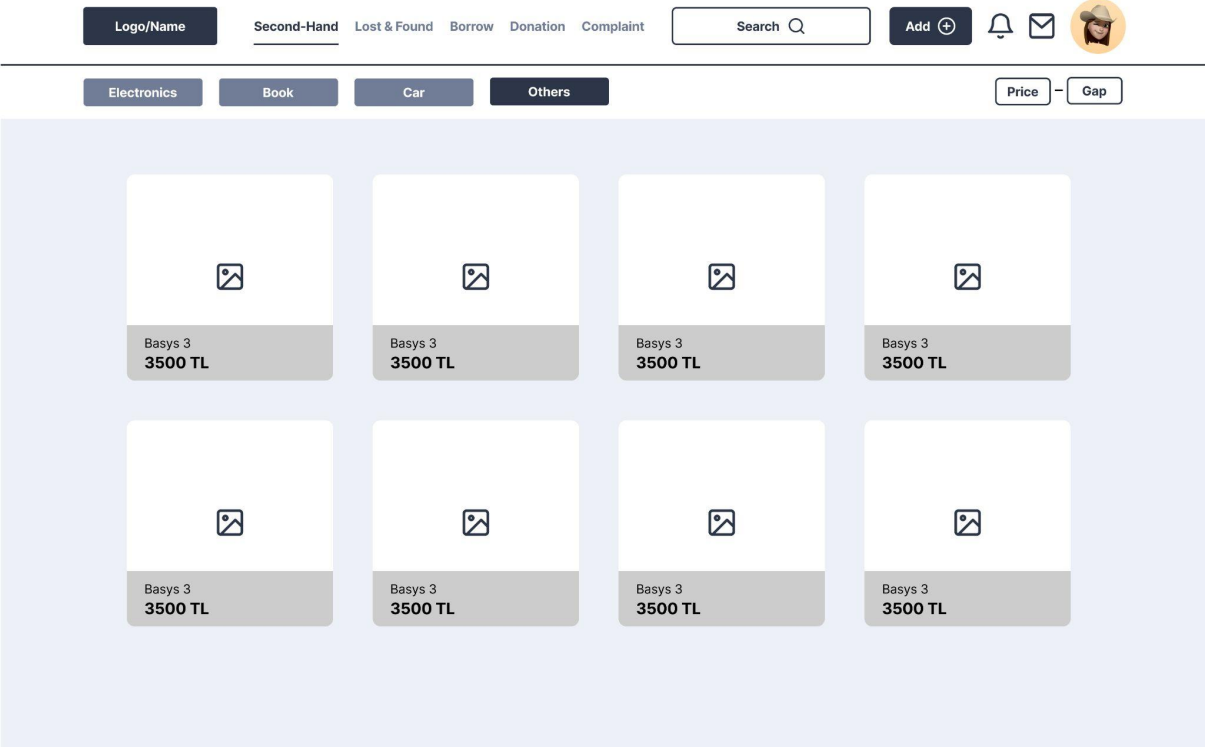 Logo/Name Second-Hand Lost & Found Borrow Donation Complaint Search Add
Electronics Book Car Others Price – Gap
Basys 3 Basys 3 Basys 3 Basys 3
3500 TL 3500 TL 3500 TL 3500 TL
Basys 3 Basys 3 Basys 3 Basys 3
3500 TL 3500 TL 3500 TL 3500 TL